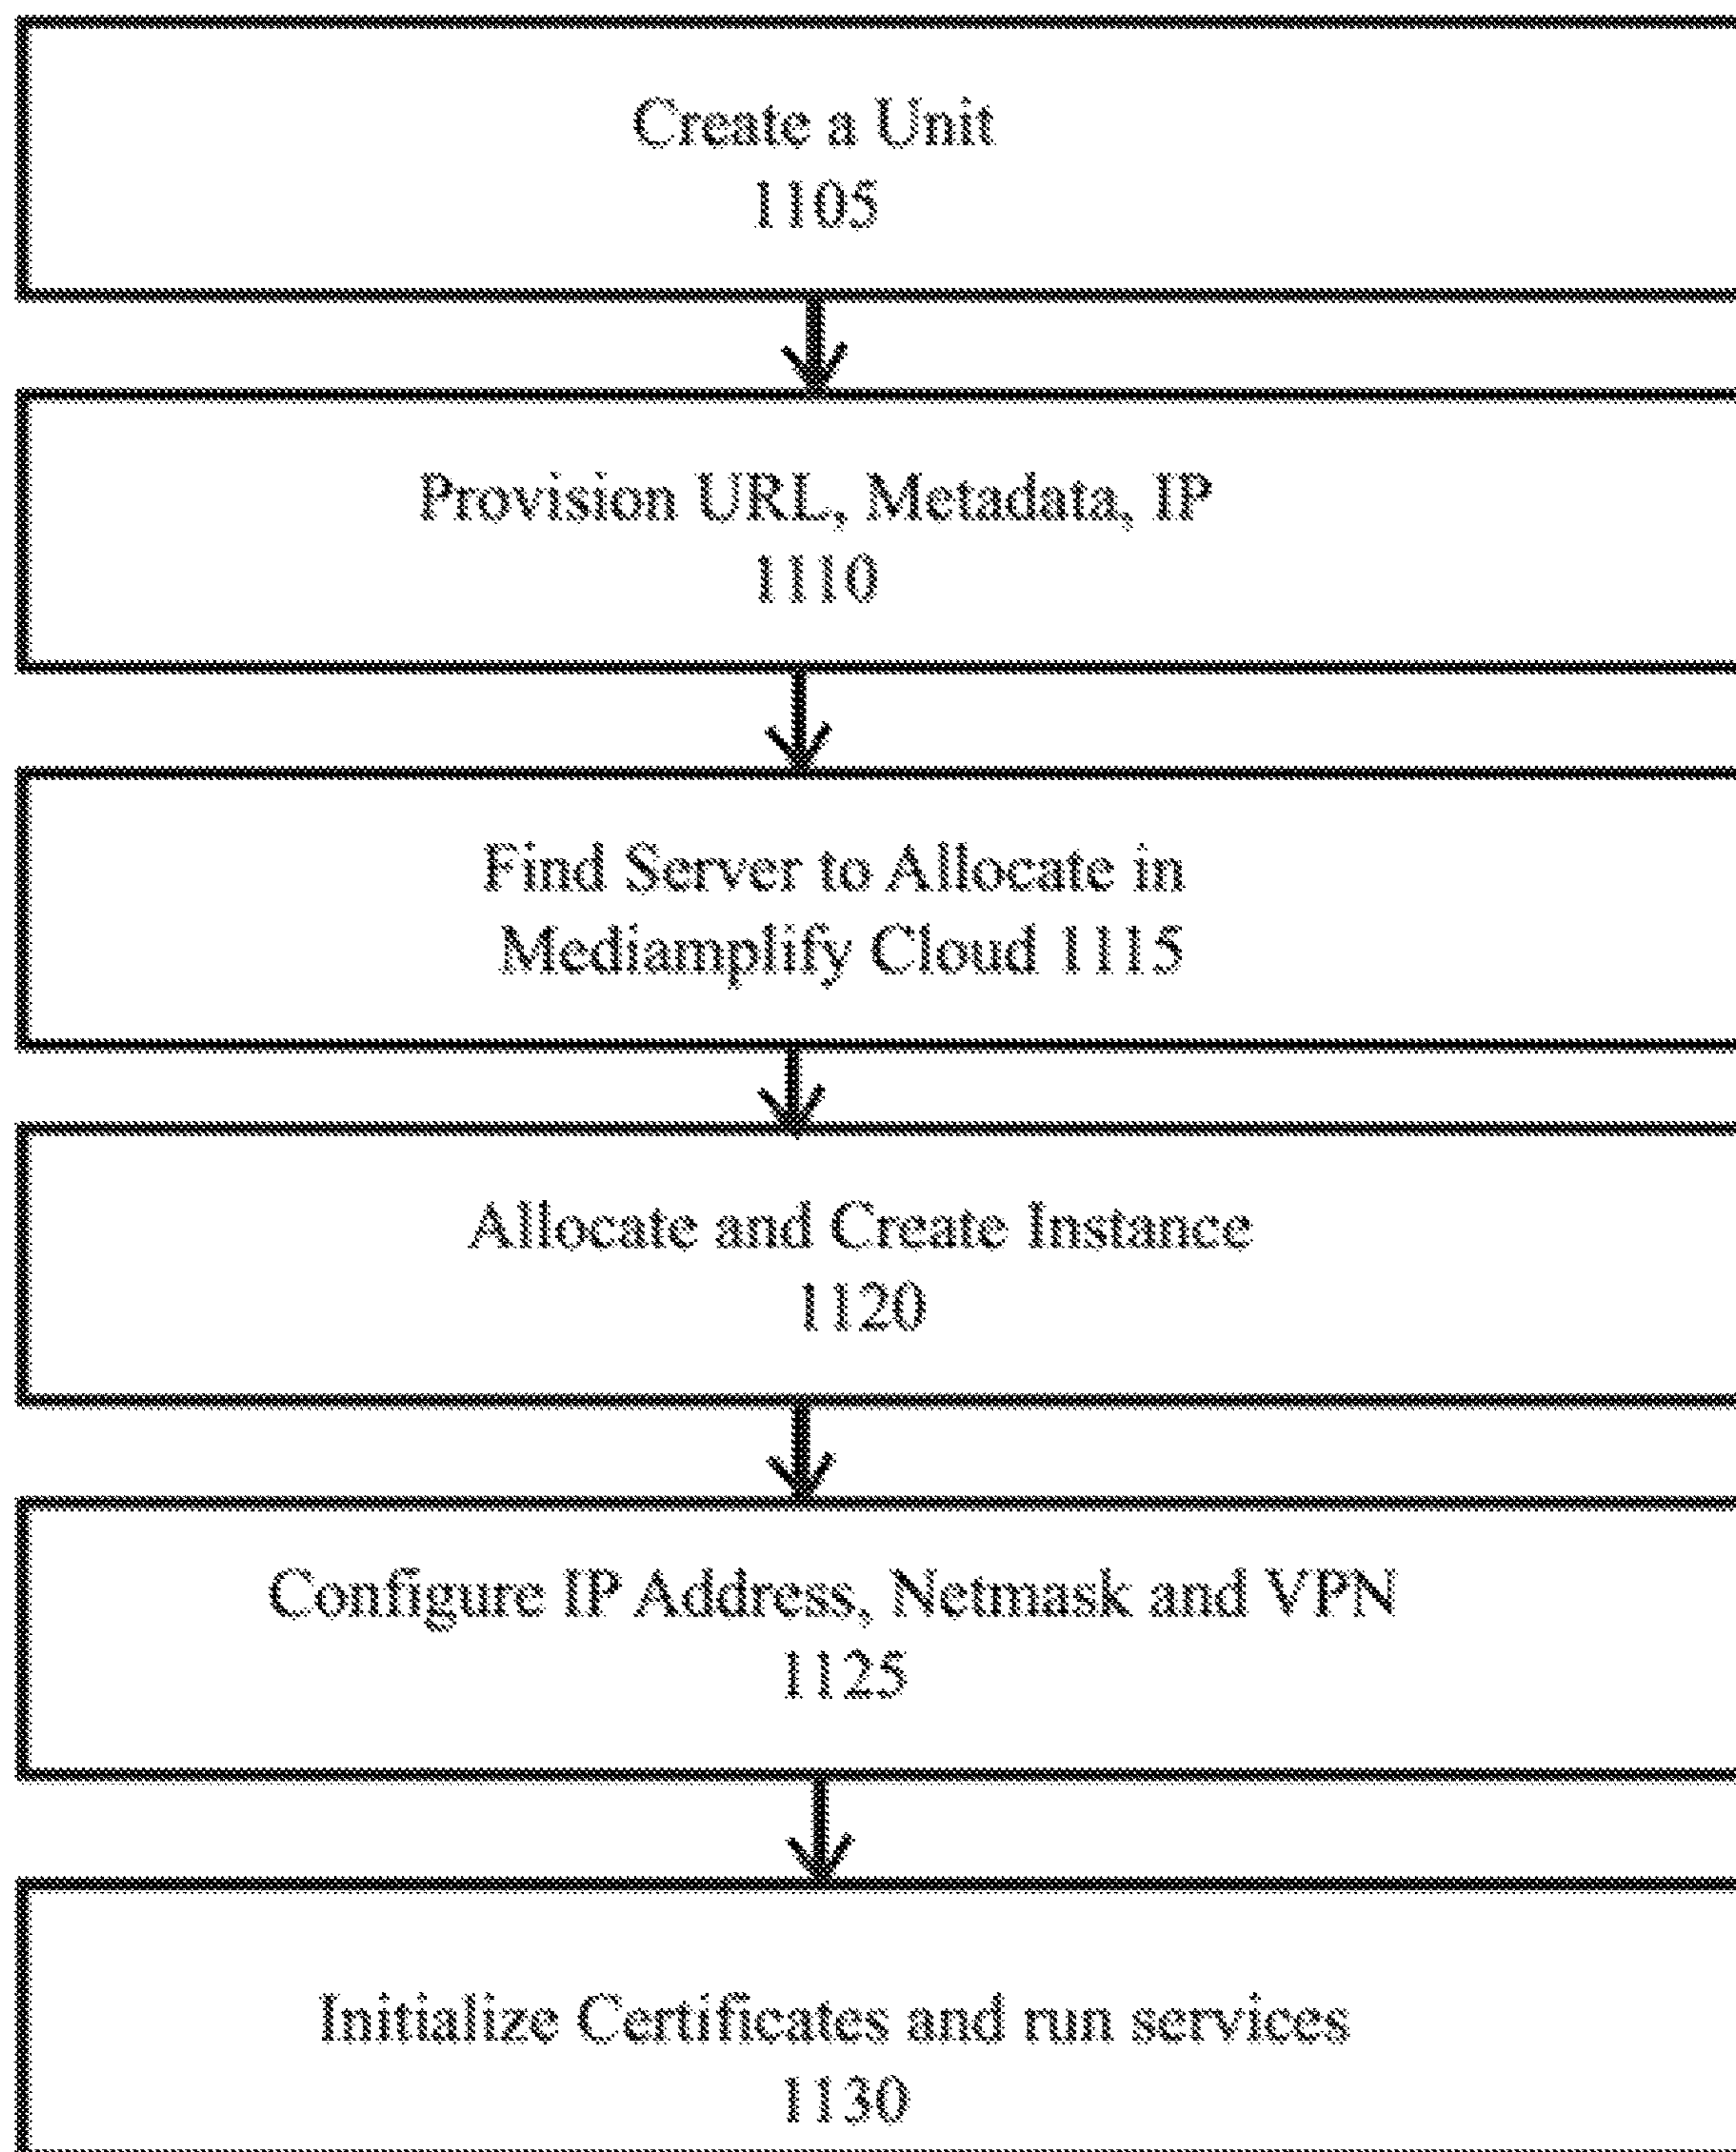 Create a Unit
1105
Provision URL, Metadata, IP
1110
Find Server to Allocate in
Mediamplify Cloud 1115
Allocate and Create Instance
1120
Configure IP Address, Netmask and VPN
1125
Initialize Certificates and run services
1130